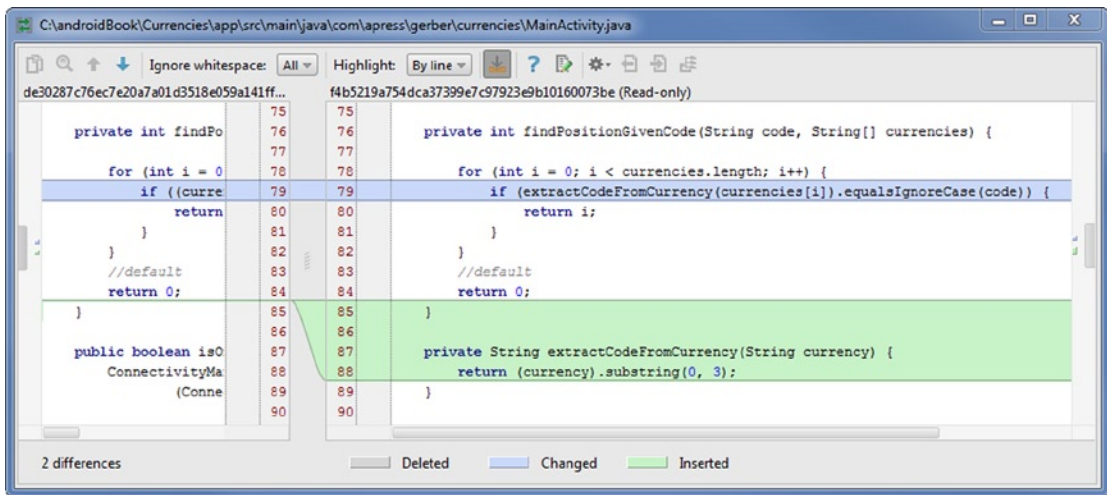 C:\androidBook\Currencies\app\src\main\java\com\apress\gerber\currencies\MainActivity.java
Ignore whitespace: All Highlight: By line ?
de30287c76ec7e20a7a01d3518e059a141ff... f4b5219a754dca37399e7c97923e9b10160073be (Read-only)
75 75
private int findPo 76 76 private int findPositionGivenCode(String code, String[] currencies) {
77 77
for (int i = 0 78 78 for (int i = 0; i < currencies.length; i++) {
if ((curre 79 79 if (extractCodeFromCurrency(currencies[i]).equalsIgnoreCase(code)) {
return 80 80 return i;
} 81 81 }
} 82 82 }
//default 83 83 //default
return 0; 84 84 return 0;
} 85 85 }
86 86
public boolean isO 87 87 private String extractCodeFromCurrency(String currency) {
ConnectivityMa 88 88 return (currency).substring(0, 3);
(Conne 89 89 }
90 90
2 differences Deleted Changed Inserted